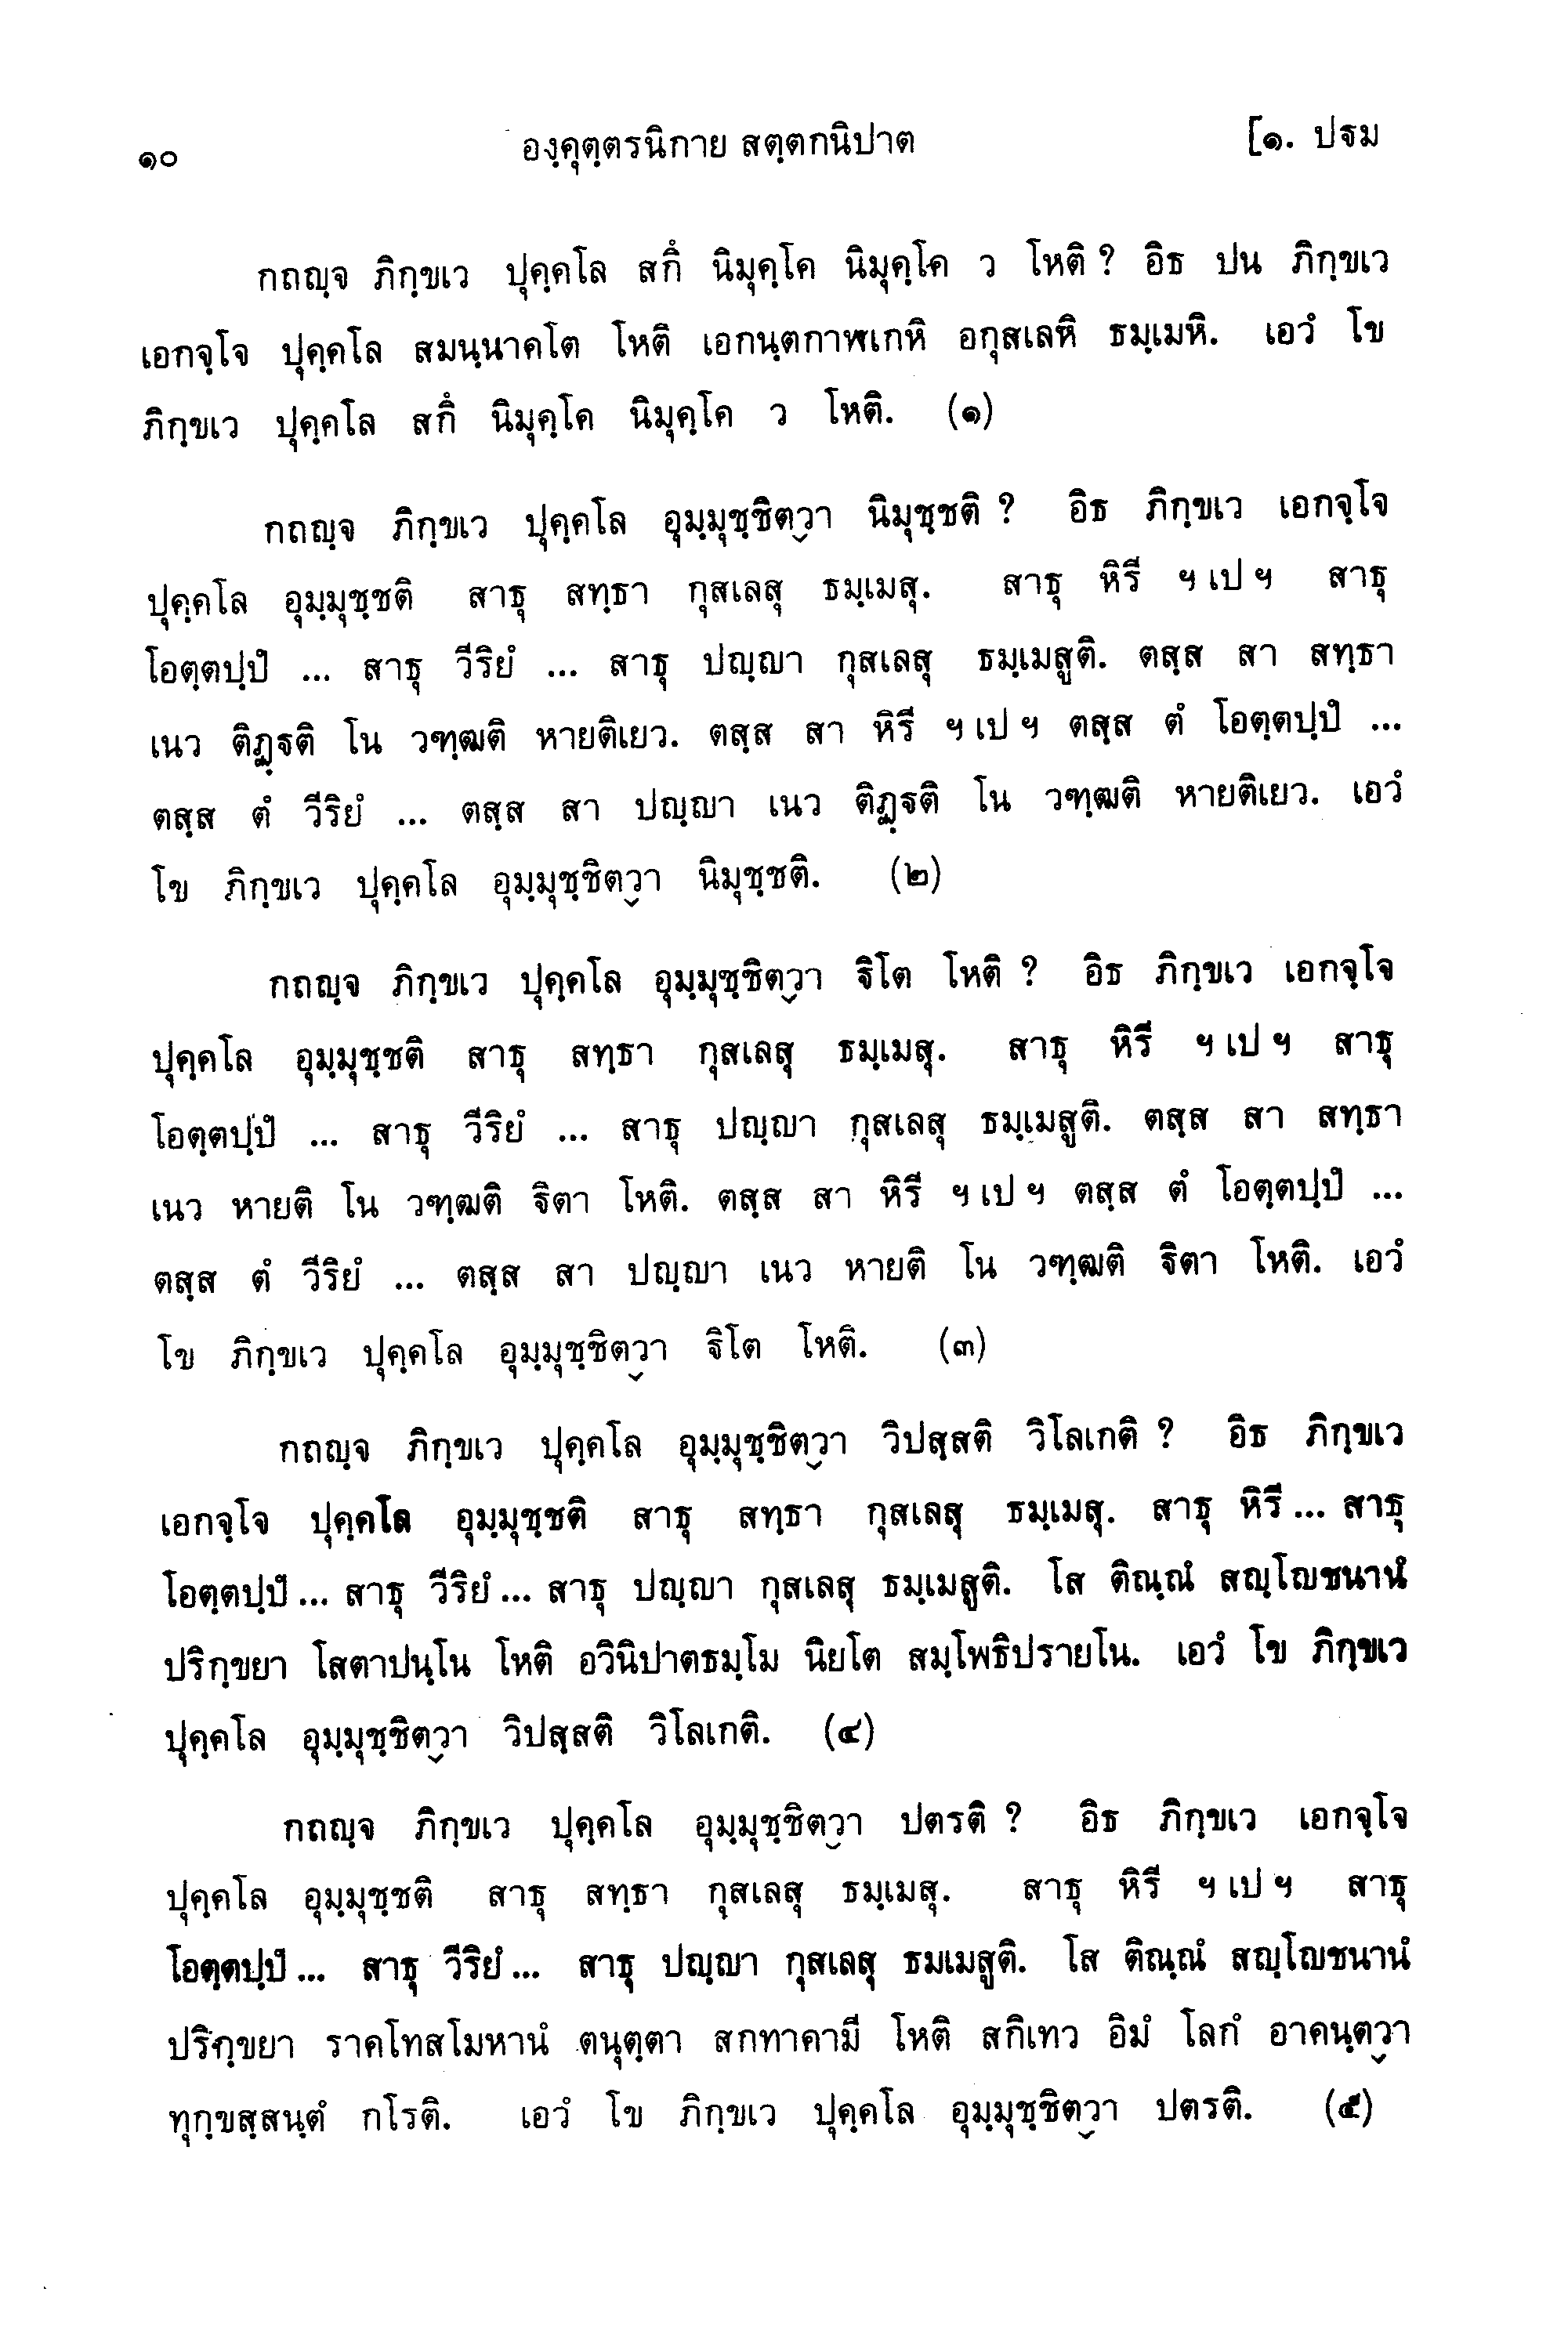 ๑๐ องฺคุตฺตรนิกาย สตฺตกนิปาต [๑. ปฐม
กถญฺจ ภิกฺขเว ปุคฺคโล สกึ นิมุคฺโค นิมุคฺโค ว โหติ ? อิธ ปน ภิกฺขเว
เอกจฺโจ ปุคฺคโล สมนฺนาคโต โหติ เอกนฺตกาฬเกหิ อกุสเลหิ ธมฺเมหิ. เอวํ โข
ภิกฺขเว ปุคฺคโล สกึ นิมุคฺโค นิมุคฺโค ว โหติ. (๑)
กถญฺจ ภิกฺขเว ปุคฺคโล อุมฺมุชฺชิตฺวา นิมุชฺชติ ? อิธ ภิกฺขเว เอกจฺโจ
ปุคฺคโล อุมฺมุชฺชติ สาธุ สทฺธา กุสเลสุ ธมฺเมสุ. สาธุ หิรี ฯ เป ฯ สาธุ
โอตฺตปฺปํ ... สาธุ วีริยํ ... สาธุ ปญฺญา กุสเลสุ ธมฺเมสูติ. ตสฺส สา สทฺธา
เนว ติฏฺฐติ โน วฑฺฒติ หายติเยว. ตสฺส สา หิรี ฯ เป ฯ ตสฺส ตํ โอตฺตปฺปํ ...
ตสฺส ตํ วีริยํ ... ตสฺส สา ปญฺญา เนว ติฏฺฐติ โน วฑฺฒติ หายติเยว. เอวํ
โข ภิกฺขเว ปุคฺคโล อุมฺมุชฺชิตฺวา นิมุชฺชติ. (๒)
กถญฺจ ภิกฺขเว ปุคฺคโล อุมฺมุชฺชิตฺวา ฐิโต โหติ ? อิธ ภิกฺขเว เอกจฺโจ
ปุคฺคโล อุมฺมุชฺชติ สาธุ สทฺธา กุสเลสุ ธมฺเมสุ. สาธุ หิรี ฯ เป ฯ สาธุ
โอตฺตปฺปํ ... สาธุ วีริยํ ... สาธุ ปญฺญา กุสเลสุ ธมฺเมสูติ. ตสฺส สา สทฺธา
เนว หายติ โน วฑฺฒติ ฐิตา โหติ. ตสฺส สา หิรี ฯ เป ฯ ตสฺส ตํ โอตฺตปฺปํ ...
ตสฺส ตํ วีริยํ ... ตสฺส สา ปญฺญา เนว หายติ โน วฑฺฒติ ฐิตา โหติ. เอวํ
โข ภิกฺขเว ปุคฺคโล อุมฺมุชฺชิตฺวา ฐิโต โหติ. (๓)
กถญฺจ ภิกฺขเว ปุคฺคโล อุมฺมุชฺชิตฺวา วิปสฺสติ วิโลเกติ ? อิธ ภิกฺขเว
เอกจฺโจ ปุคฺคโล อุมฺมุชฺชติ สาธุ สทฺธา กุสเลสุ ธมฺเมสุ. สาธุ หิรี ... สาธุ
โอตฺตปฺปํ ... สาธุ วีริยํ ... สาธุ ปญฺญา กุสเลสุ ธมฺเมสูติ. โส ติณฺณํ สญฺโญชนานํ
ปริกฺขยา โสตาปนฺโน โหติ อวินิปาตธมฺโม นิยโต สมฺโพธิปรายโน. เอวํ โข ภิกฺขเว
ปุคฺคโล อุมฺมุชฺชิตฺวา วิปสฺสติ วิโลเกติ. (๔)
กถญฺจ ภิกฺขเว ปุคฺคโล อุมฺมุชฺชิตฺวา ปตรติ ? อิธ ภิกฺขเว เอกจฺโจ
ปุคฺคโล อุมฺมุชฺชติ สาธุ สทฺธา กุสเลสุ ธมฺเมสุ. สาธุ หิรี ฯ เป ฯ สาธุ
โอตฺตปฺปํ ... สาธุ วีริยํ ... สาธุ ปญฺญา กุสเลสุ ธมเมสูติ. โส ติณฺณํ สญฺโญชนานํ
ปริกฺขยา ราคโทสโมหานํ ตนุตฺตา สกทาคามี โหติ สกิเทว อิมํ โลกํ อาคนฺตฺวา
ทุกฺขสฺสนฺตํ กโรติ. เอวํ โข ภิกฺขเว ปุคฺคโล อุมฺมุชฺชิตฺวา ปตรติ. (๕)